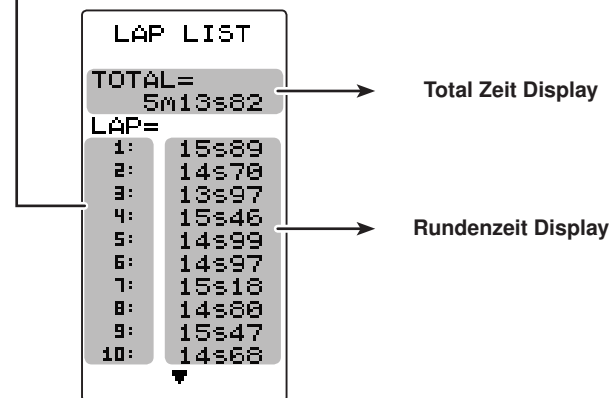 LAP LIST
TOTAL=
5m13s82
Total Zeit Display
LAP=
1: 15s89
2: 14s70
3: 13s97
4: 15s46
5: 14s99
Rundenzeit Display
6: 14s97
7: 15s18
8: 14s80
9: 15s47
10: 14s68